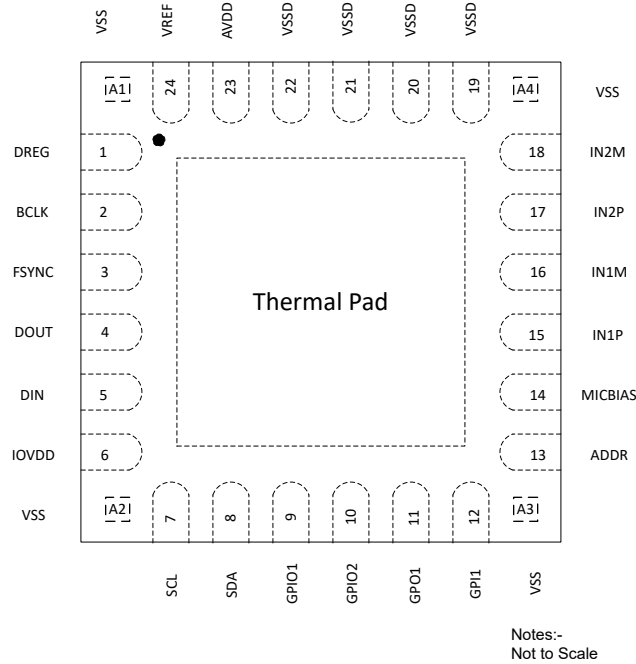 VSS VREF AVDD VSSD VSSD VSSD VSSD
A1 24 23 22 21 20 19 A4 VSS
DREG 1 18 IN2M
BCLK 2 17 IN2P
FSYNC 3 16 IN1M
Thermal Pad
DOUT 4 15 IN1P
DIN 5 14 MICBIAS
IOVDD 6 13 ADDR
VSS A2 7 8 9 10 11 12 A3
SCL SDA GPIO1 GPIO2 GPO1 GPI1 VSS
Notes:-
Not to Scale